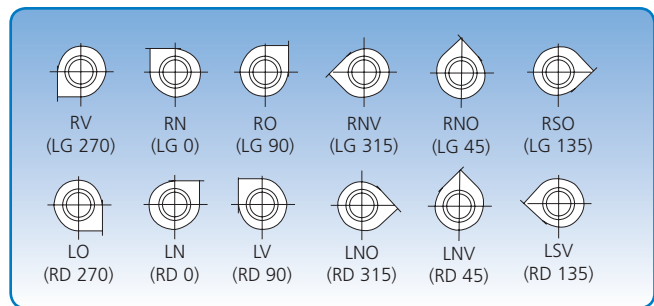 RV RN RO RNV RNO RSO
(LG 270) (LG 0) (LG 90) (LG 315) (LG 45) (LG 135)
LO LN LV LNO LNV LSV
(RD 270) (RD 0) (RD 90) (RD 315) (RD 45) (RD 135)